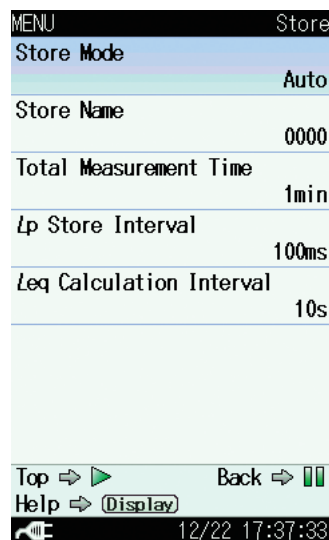 MENU Store
Store Mode
Auto
Store Name
0000
Total Measurement Time
1min
Lp Store Interval
100ms
Leq Calculation Interval
10s
Top ⇨ ▷ Back ⇨ ▯▯
Help ⇨ (Display)
12/22 17:37:33